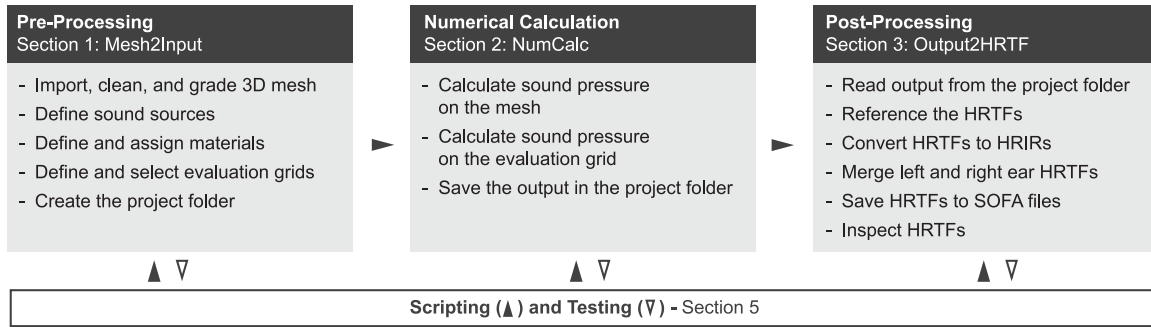 Pre-Processing
Section 1: Mesh2Input
- Import, clean, and grade 3D mesh
- Define sound sources
- Define and assign materials
- Define and select evaluation grids
- Create the project folder
Numerical Calculation
Section 2: NumCalc
- Calculate sound pressure
on the mesh
- Calculate sound pressure
on the evaluation grid
- Save the output in the project folder
Post-Processing
Section 3: Output2HRTF
- Read output from the project folder
- Reference the HRTFs
- Convert HRTFs to HRIRs
- Merge left and right ear HRTFs
- Save HRTFs to SOFA files
- Inspect HRTFs
Scripting (▲) and Testing (▽) - Section 5